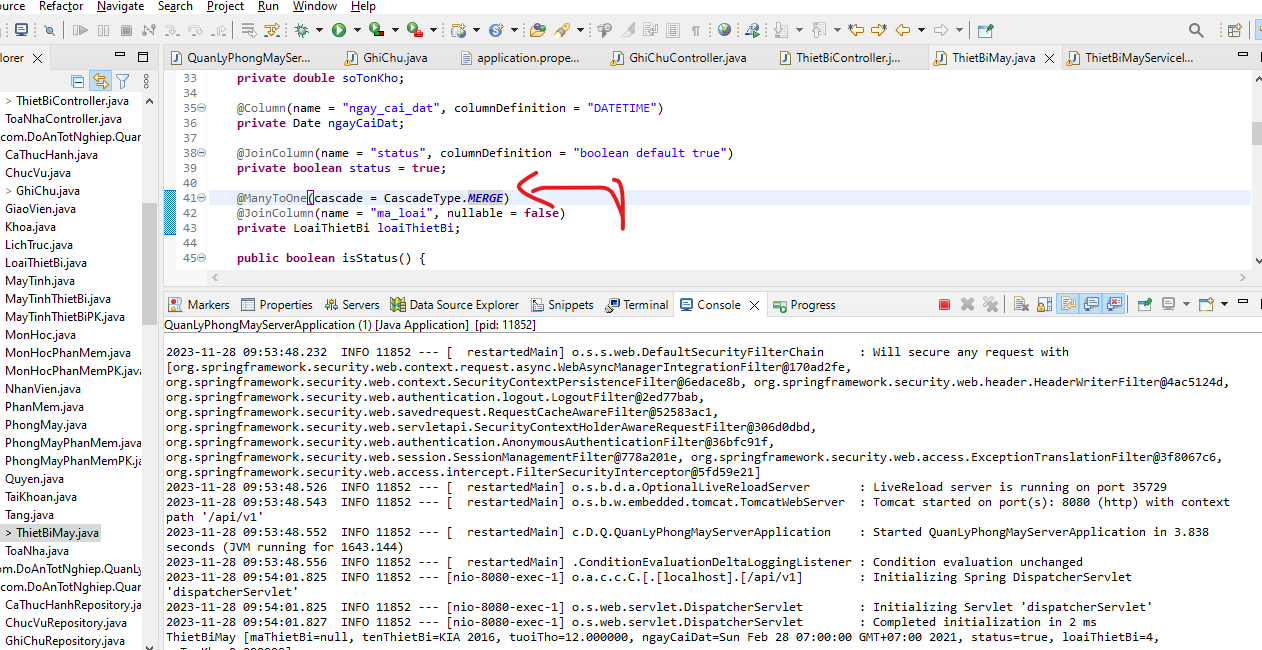 ource Refactor Navigate Search Project Run Window Help
lorer QuanLyPhongMaySer... GhiChu.java application.prope... GhiChuController.java ThietBiController.j... ThietBiMay.java ThietBiMayServiceI...
> ThietBiController.java
ToaNhaController.java
com.DoAnTotNghiep.Quar
CaThucHanh.java
ChucVu.java
> GhiChu.java
GiaoVien.java
Khoa.java
LichTruc.java
LoaiThietBi.java
MayTinh.java
MayTinhThietBi.java
MayTinhThietBiPK.java
MonHoc.java
MonHocPhanMem.java
MonHocPhanMemPK.java
NhanVien.java
PhanMem.java
PhongMay.java
PhongMayPhanMem.java
PhongMayPhanMemPK.ja
Quyen.java
TaiKhoan.java
Tang.java
> ThietBiMay.java
ToaNha.java
om.DoAnTotNghiep.QuanLy
com.DoAnTotNghiep.Quar
CaThucHanhRepository.ja
ChucVuRepository.java
GhiChuRepository.java
33 private double soTonKho;
34
35 @Column(name = "ngay_cai_dat", columnDefinition = "DATETIME")
36 private Date ngayCaiDat;
37
38 @JoinColumn(name = "status", columnDefinition = "boolean default true")
39 private boolean status = true;
40
41 @ManyToOne(cascade = CascadeType.MERGE)
42 @JoinColumn(name = "ma_loai", nullable = false)
43 private LoaiThietBi loaiThietBi;
44
45 public boolean isStatus() {
Markers Properties Servers Data Source Explorer Snippets Terminal Console Progress
QuanLyPhongMayServerApplication (1) [Java Application] [pid: 11852]
2023-11-28 09:53:48.232 INFO 11852 --- [ restartedMain] o.s.s.web.DefaultSecurityFilterChain : Will secure any request with
[org.springframework.security.web.context.request.async.WebAsyncManagerIntegrationFilter@170ad2fe,
org.springframework.security.web.context.SecurityContextPersistenceFilter@6edace8b, org.springframework.security.web.header.HeaderWriterFilter@4ac5124d,
org.springframework.security.web.authentication.logout.LogoutFilter@2ed77bab,
org.springframework.security.web.savedrequest.RequestCacheAwareFilter@52583ac1,
org.springframework.security.web.servletapi.SecurityContextHolderAwareRequestFilter@306d0dbd,
org.springframework.security.web.authentication.AnonymousAuthenticationFilter@36bfc91f,
org.springframework.security.web.session.SessionManagementFilter@778a201e, org.springframework.security.web.access.ExceptionTranslationFilter@3f8067c6,
org.springframework.security.web.access.intercept.FilterSecurityInterceptor@5fd59e21]
2023-11-28 09:53:48.526 INFO 11852 --- [ restartedMain] o.s.b.d.a.OptionalLiveReloadServer : LiveReload server is running on port 35729
2023-11-28 09:53:48.543 INFO 11852 --- [ restartedMain] o.s.b.w.embedded.tomcat.TomcatWebServer : Tomcat started on port(s): 8080 (http) with context
path '/api/v1'
2023-11-28 09:53:48.552 INFO 11852 --- [ restartedMain] c.D.Q.QuanLyPhongMayServerApplication : Started QuanLyPhongMayServerApplication in 3.838
seconds (JVM running for 1643.144)
2023-11-28 09:53:48.556 INFO 11852 --- [ restartedMain] .ConditionEvaluationDeltaLoggingListener : Condition evaluation unchanged
2023-11-28 09:54:01.825 INFO 11852 --- [nio-8080-exec-1] o.a.c.c.C.[.[localhost].[/api/v1] : Initializing Spring DispatcherServlet
'dispatcherServlet'
2023-11-28 09:54:01.825 INFO 11852 --- [nio-8080-exec-1] o.s.web.servlet.DispatcherServlet : Initializing Servlet 'dispatcherServlet'
2023-11-28 09:54:01.827 INFO 11852 --- [nio-8080-exec-1] o.s.web.servlet.DispatcherServlet : Completed initialization in 2 ms
ThietBiMay [maThietBi=null, tenThietBi=KIA 2016, tuoiTho=12.000000, ngayCaiDat=Sun Feb 28 07:00:00 GMT+07:00 2021, status=true, loaiThietBi=4,